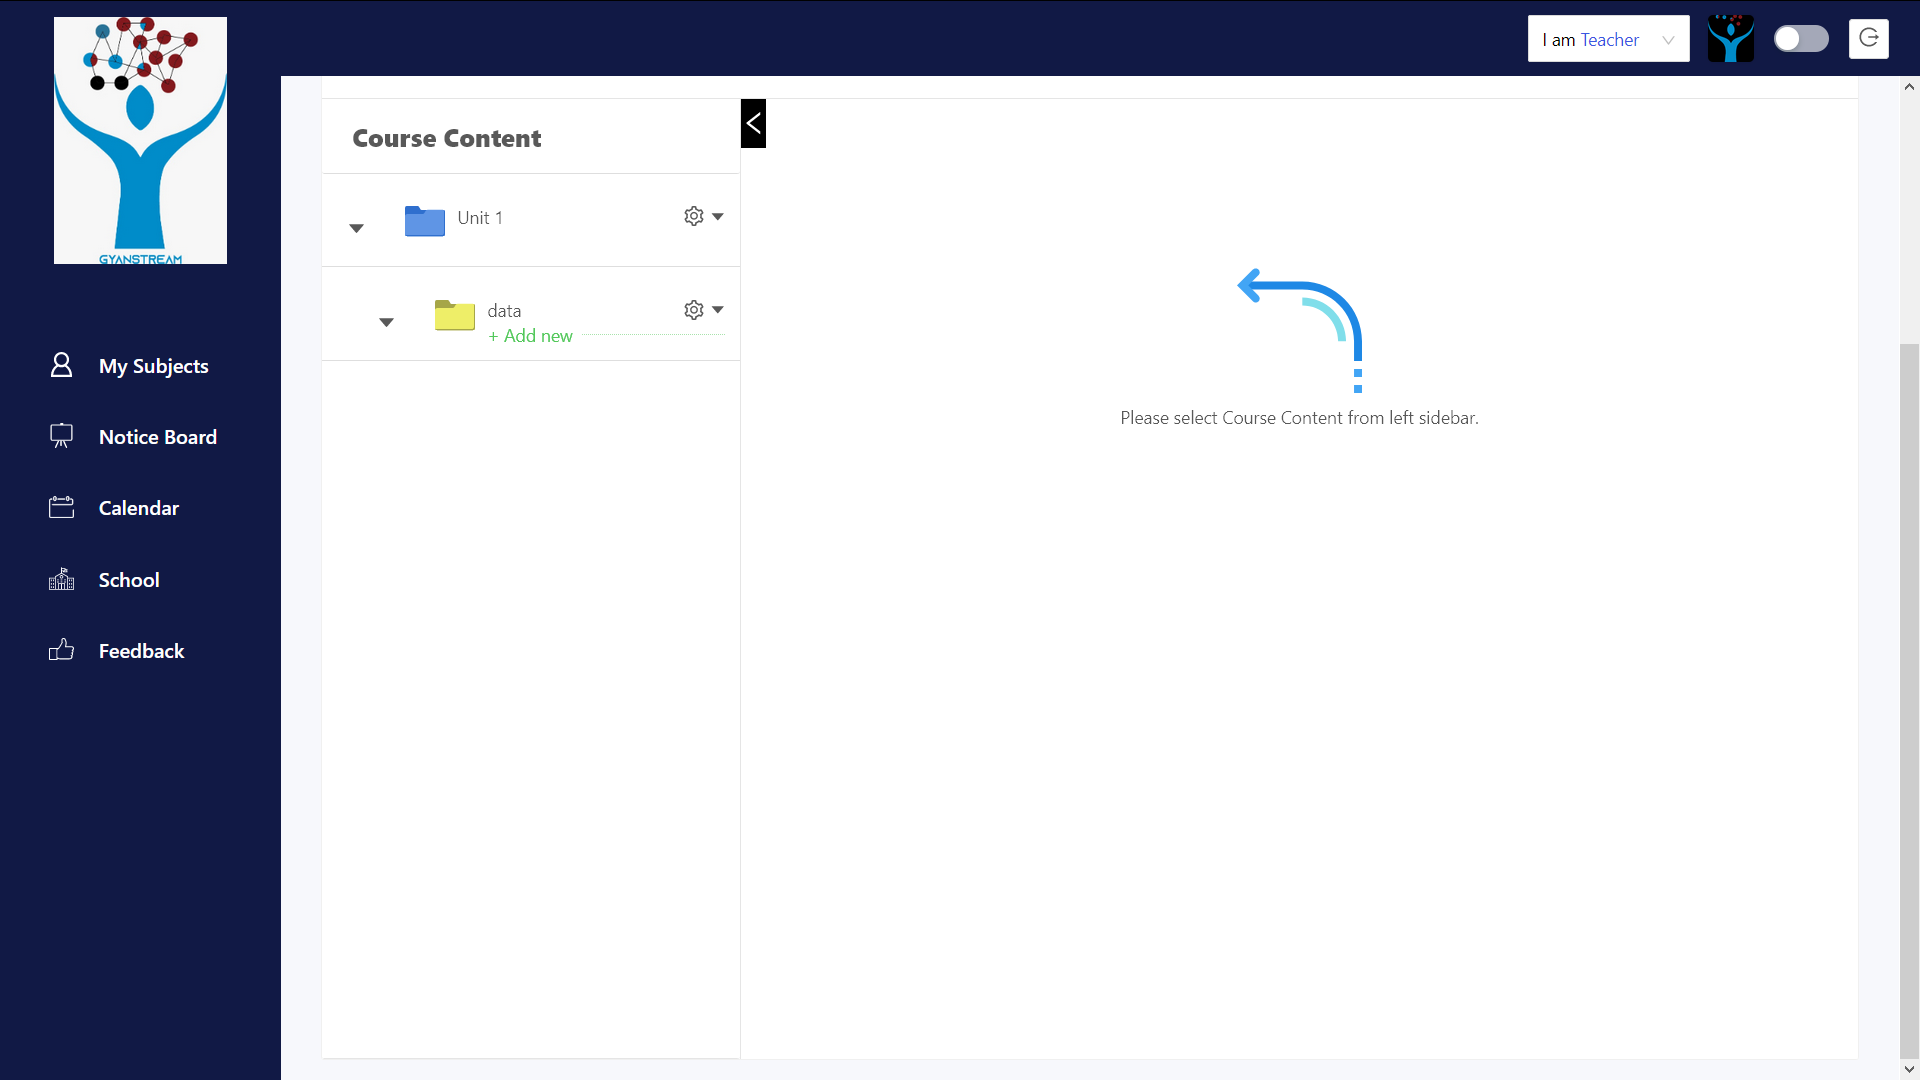 GYANSTREAM
I am Teacher
My Subjects
Notice Board
Calendar
School
Feedback
Course Content
Unit 1
data
+ Add new
Please select Course Content from left sidebar.